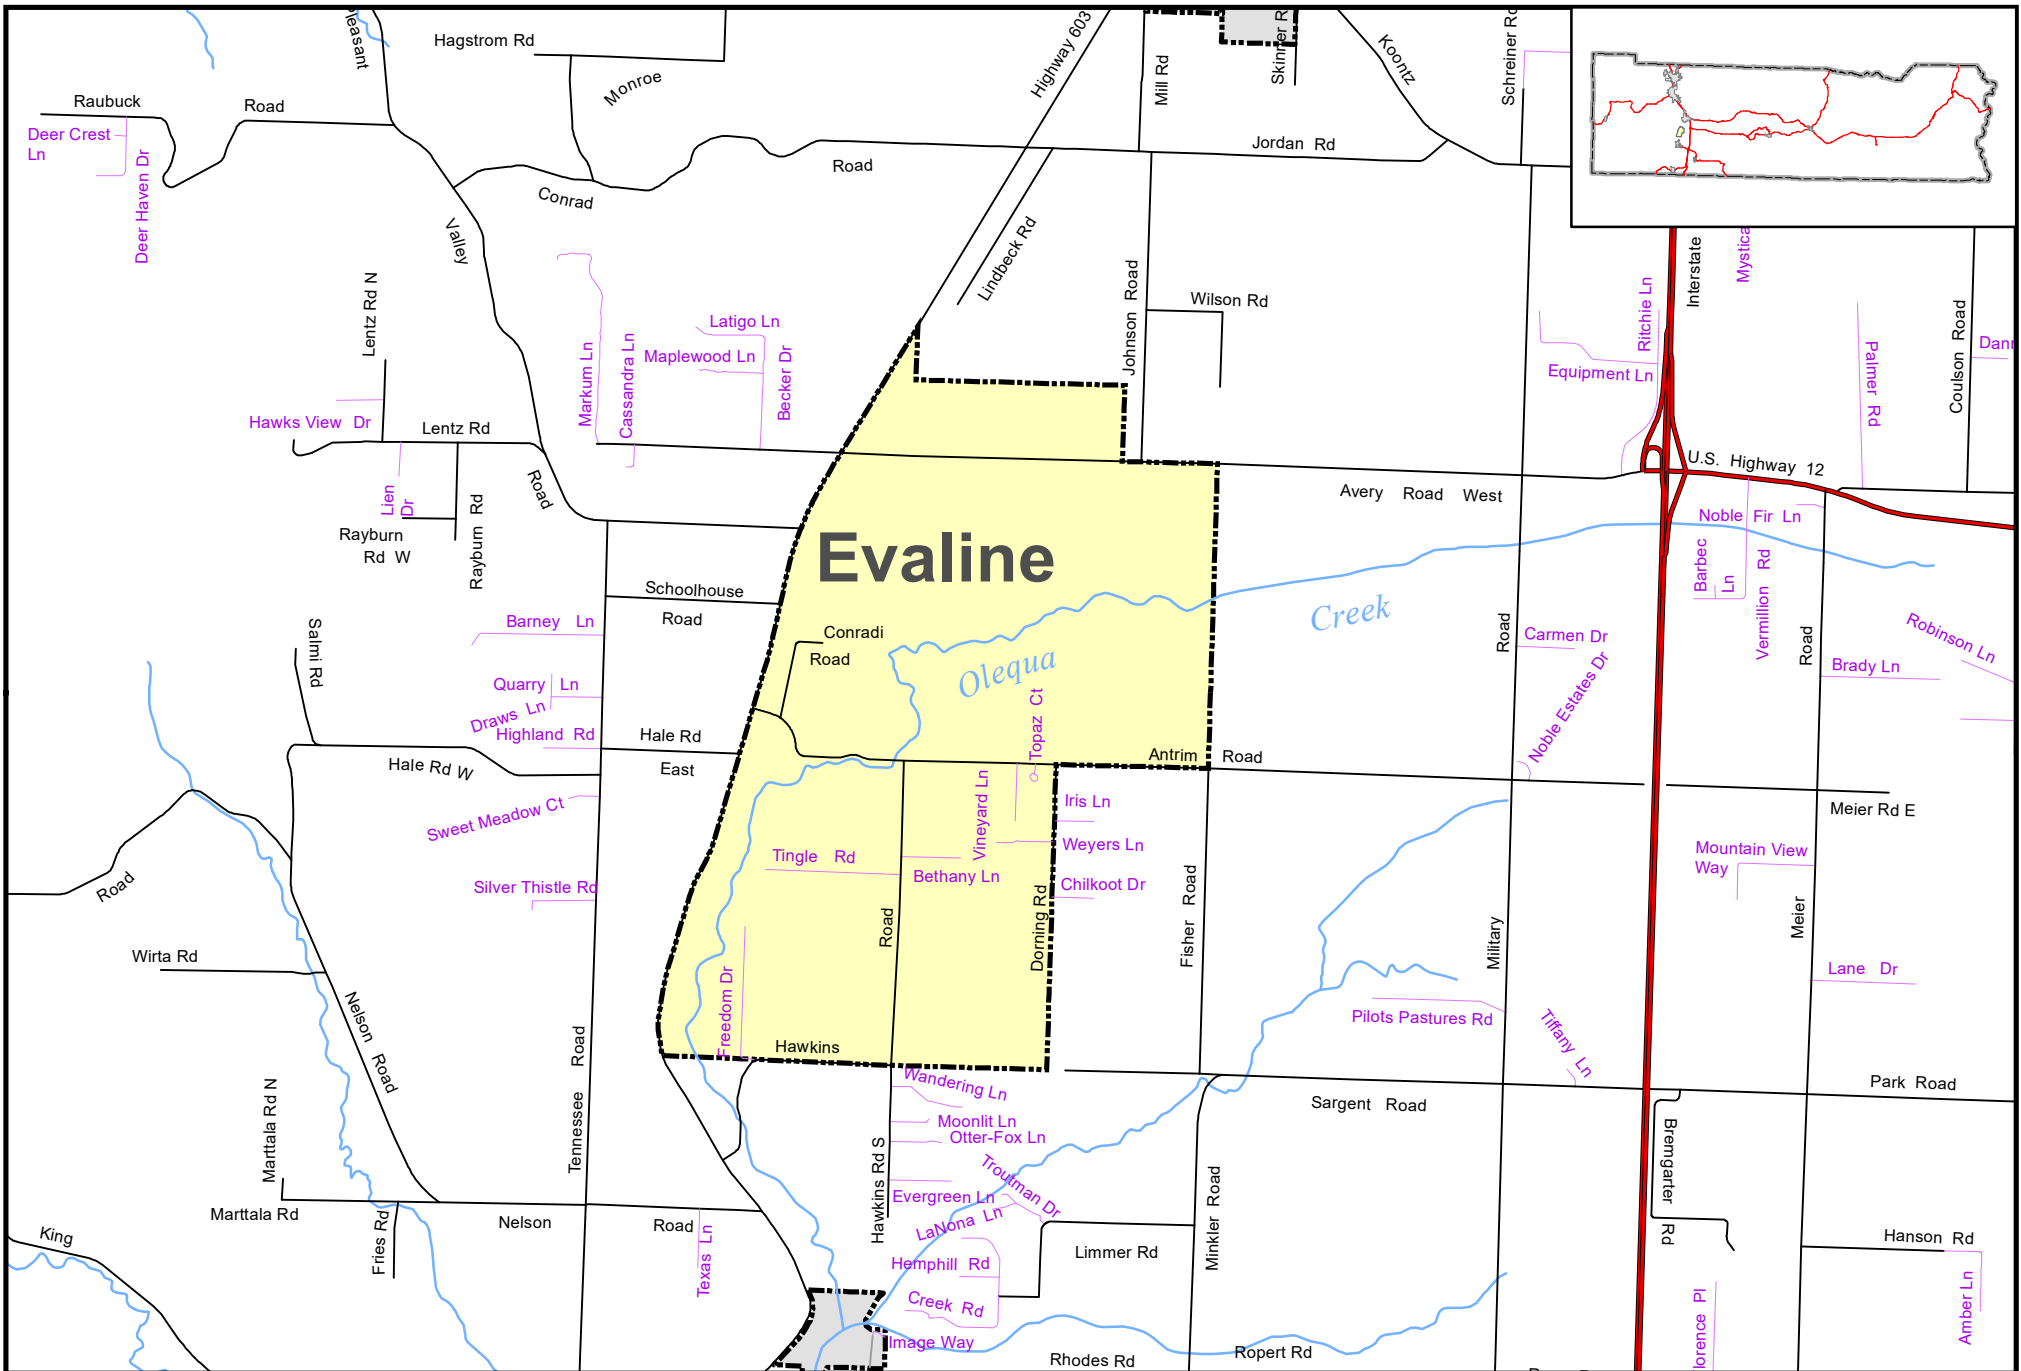 Pleasant
Hagstrom Rd
Monroe
Highway 603
Mill Rd
Skinner R
Koontz
Schreiner Rd
Raubuck
Road
Deer Crest
Ln
Deer Haven Dr
Conrad
Road
Jordan Rd
Valley
Lindbeck Rd
Johnson Road
Wilson Rd
Interstate
Mystica
Ritchie Ln
Equipment Ln
Palmer Rd
Coulson Road
Dann
Lentz Rd N
Markum Ln
Cassandra Ln
Latigo Ln
Maplewood Ln
Becker Dr
Hawks View Dr
Lentz Rd
Lien
Dr
Road
Rayburn
Rd W
Rayburn Rd
U.S. Highway 12
Avery Road West
Noble Fir Ln
Barbec
Ln
Vermillion Rd
Evaline
Schoolhouse
Road
Conradi
Road
Olequa
Creek
Road
Carmen Dr
Noble Estates Dr
Road
Brady Ln
Robinson Ln
Salmi Rd
Barney Ln
Quarry Ln
Draws Ln
Highland Rd
Hale Rd
East
Hale Rd W
Topaz Ct
Antrim Road
Meier Rd E
Sweet Meadow Ct
Vineyard Ln
Iris Ln
Weyers Ln
Chilkoot Dr
Tingle Rd
Bethany Ln
Mountain View
Way
Silver Thistle Rd
Road
Road
Dorning Rd
Fisher Road
Military
Meier
Wirta Rd
Lane Dr
Freedom Dr
Nelson Road
Pilots Pastures Rd
Tiffany Ln
Hawkins
Wandering Ln
Tennessee Road
Moonlit Ln
Otter-Fox Ln
Sargent Road
Park Road
Marttala Rd N
Hawkins Rd S
Troutman Dr
Evergreen Ln
LaNona Ln
Minkler Road
Bremgarter Rd
Marttala Rd
Fries Rd
Nelson Road
Texas Ln
Limmer Rd
Hanson Rd
King
Hemphill Rd
Creek Rd
Image Way
Amber Ln
lorence Pl
Rhodes Rd
Ropert Rd